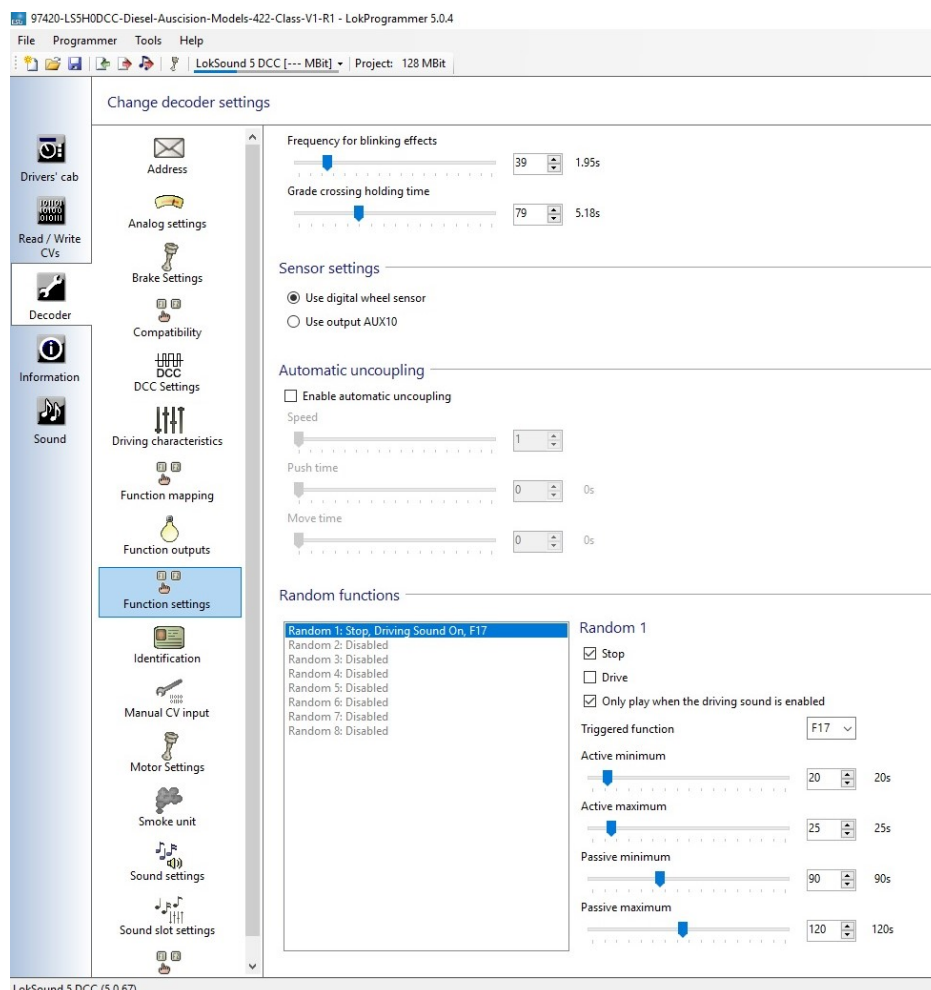 97420-LS5H0DCC-Diesel-Auscision-Models-422-Class-V1-R1 - LokProgrammer 5.0.4
File Programmer Tools Help
LokSound 5 DCC [--- MBit] Project: 128 MBit
Change decoder settings
Drivers' cab
Read / Write
CVs
Decoder
Information
Sound
Address
Analog settings
Brake Settings
Compatibility
DCC
DCC Settings
Driving characteristics
Function mapping
Function outputs
Function settings
Identification
Manual CV input
Motor Settings
Smoke unit
Sound settings
Sound slot settings
Frequency for blinking effects
39 1.95s
Grade crossing holding time
79 5.18s
Sensor settings
Use digital wheel sensor
Use output AUX10
Automatic uncoupling
Enable automatic uncoupling
Speed
1
Push time
0 0s
Move time
0 0s
Random functions
Random 1: Stop, Driving Sound On, F17
Random 2: Disabled
Random 3: Disabled
Random 4: Disabled
Random 5: Disabled
Random 6: Disabled
Random 7: Disabled
Random 8: Disabled
Random 1
Stop
Drive
Only play when the driving sound is enabled
Triggered function F17
Active minimum
20 20s
Active maximum
25 25s
Passive minimum
90 90s
Passive maximum
120 120s
LokSound 5 DCC (5.0.67)